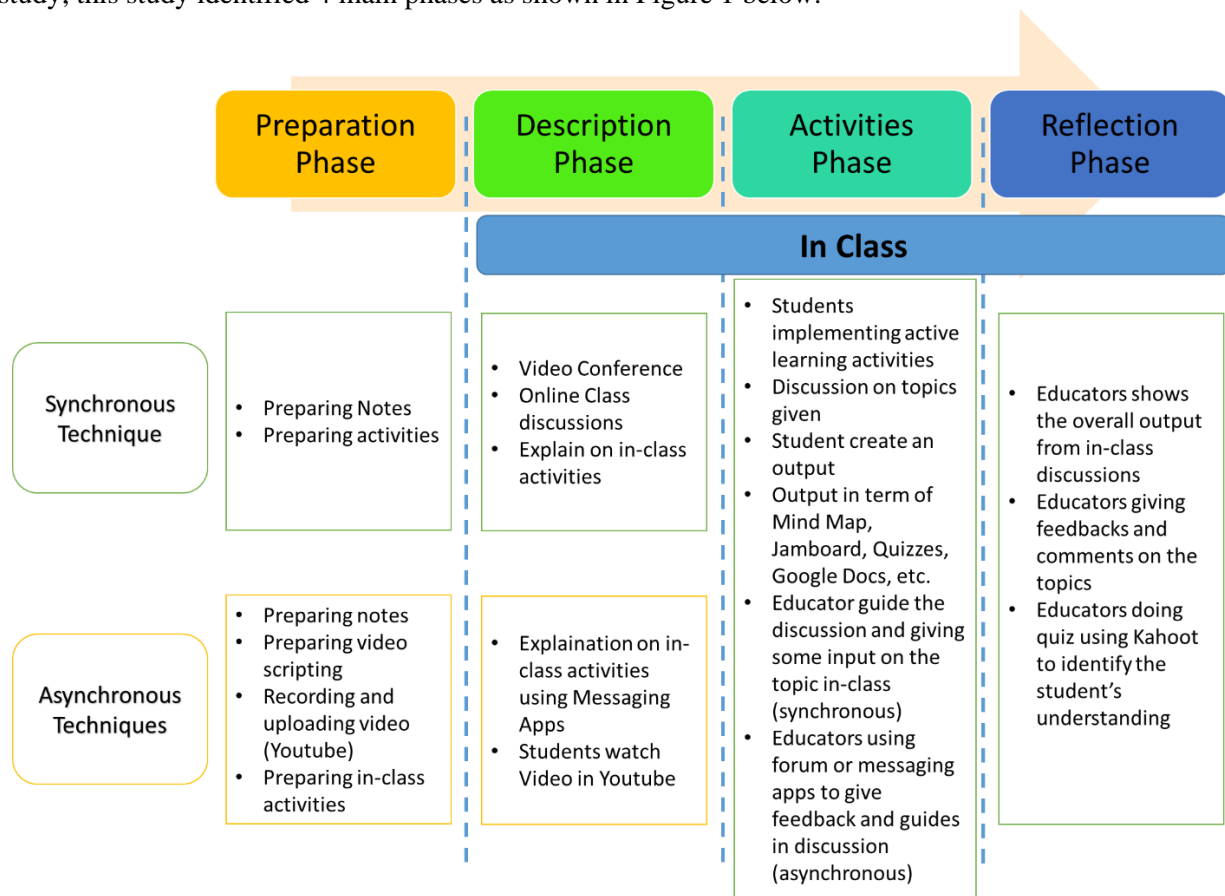 study, this study identified 4 main phases as shown in Figure 1 below.
Preparation
Phase
Description
Phase
Activities
Phase
Reflection
Phase
In Class
Synchronous
Technique
• Preparing Notes
• Preparing activities
• Video Conference
• Online Class
discussions
• Explain on in-class
activities
• Students
implementing active
learning activities
• Discussion on topics
given
• Student create an
output
• Output in term of
Mind Map,
Jamboard, Quizzes,
Google Docs, etc.
• Educator guide the
discussion and giving
some input on the
topic in-class
(synchronous)
• Educators using
forum or messaging
apps to give
feedback and guides
in discussion
(asynchronous)
• Educators shows
the overall output
from in-class
discussions
• Educators giving
feedbacks and
comments on the
topics
• Educators doing
quiz using Kahoot
to identify the
student's
understanding
Asynchronous
Techniques
• Preparing notes
• Preparing video
scripting
• Recording and
uploading video
(Youtube)
• Preparing in-class
activities
• Explaination on in-
class activities
using Messaging
Apps
• Students watch
Video in Youtube